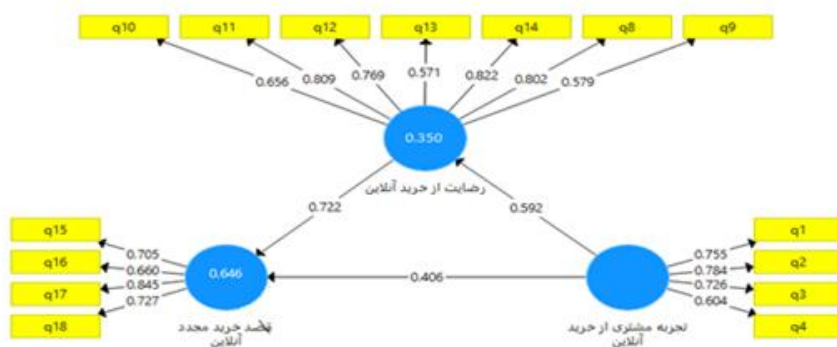 q10 q11 q12 q13 q14 q8 q9
0.656 0.809 0.769 0.571 0.822 0.802 0.579
0.350
رضایت از خرید آنلاین
0.722 0.592
q15
q16
q17
q18
0.705
0.660
0.845
0.727
0.646
0.406
قصد خرید مجدد
آنلاین
تجربه مشتری از خرید
آنلاین
0.755
0.784
0.726
0.604
q1
q2
q3
q4